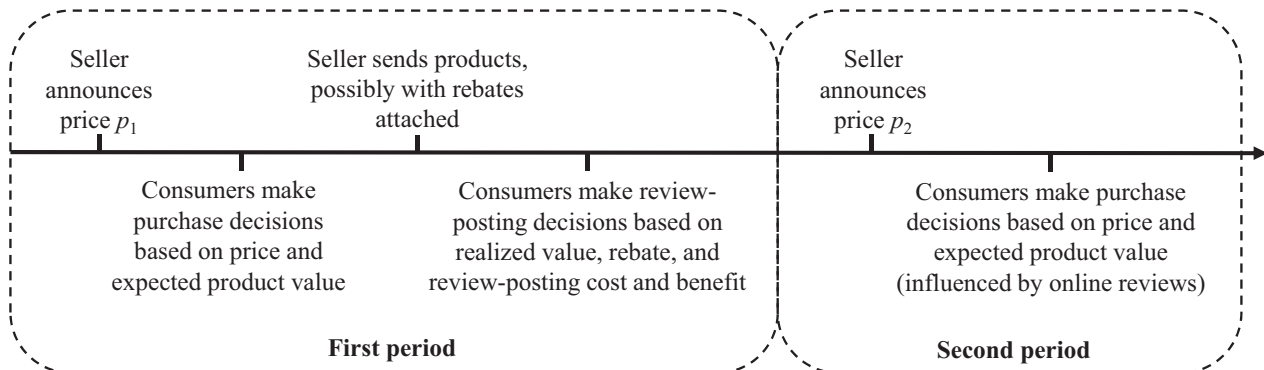 Seller
announces
price p1
Seller sends products,
possibly with rebates
attached
Seller
announces
price p2
Consumers make
purchase decisions
based on price and
expected product value
Consumers make review-
posting decisions based on
realized value, rebate, and
review-posting cost and benefit
Consumers make purchase
decisions based on price and
expected product value
(influenced by online reviews)
First period
Second period